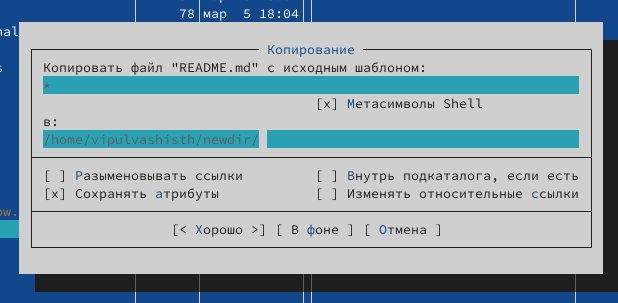 78 мар 5 18:04
Копирование
Копировать файл "README.md" с исходным шаблоном:
*
[x] Метасимволы Shell
в:
/home/vipulvashisth/newdir/
[ ] Разыменовывать ссылки
[ ] Внутрь подкаталога, если есть
[x] Сохранять атрибуты
[ ] Изменять относительные ссылки
[< Хорошо >] [ В фоне ] [ Отмена ]